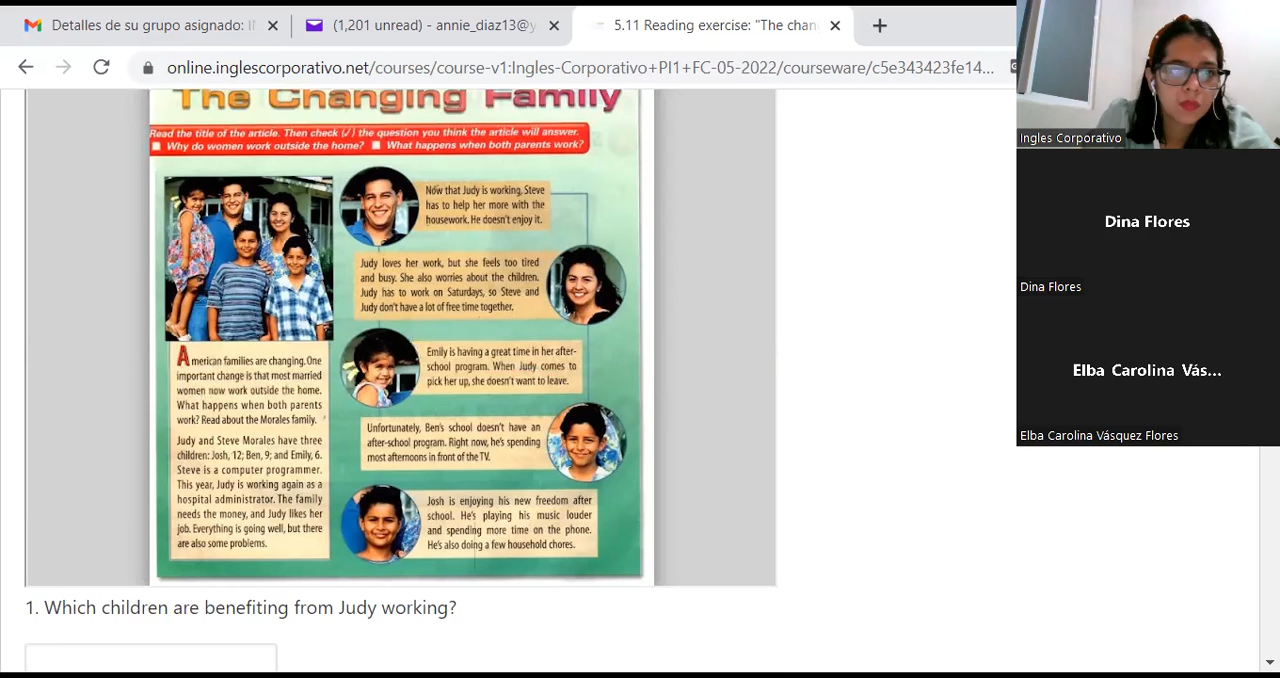 Detalles de su grupo asignado: I
(1,201 unread) - annie_diaz13@y
5.11 Reading exercise: "The chan
online.inglescorporativo.net/courses/course-v1:Ingles-Corporativo+PI1+FC-05-2022/courseware/c5e343423fe14...
The Changing Family
Read the title of the article. Then check (✓) the question you think the article will answer.
Why do women work outside the home? What happens when both parents work?
Now that Judy is working, Steve
has to help her more with the
housework. He doesn't enjoy it.
Judy loves her work, but she feels too tired
and busy. She also worries about the children.
Judy has to work on Saturdays, so Steve and
Judy don't have a lot of free time together.
Emily is having a great time in her after-
school program. When Judy comes to
pick her up, she doesn't want to leave.
Unfortunately, Ben's school doesn't have an
after-school program. Right now, he's spending
most afternoons in front of the TV.
Josh is enjoying his new freedom after
school. He's playing his music louder
and spending more time on the phone.
He's also doing a few household chores.
American families are changing. One
important change is that most married
women now work outside the home.
What happens when both parents
work? Read about the Morales family.
Judy and Steve Morales have three
children: Josh, 12; Ben, 9; and Emily, 6.
Steve is a computer programmer.
This year, Judy is working again as a
hospital administrator. The family
needs the money, and Judy likes her
job. Everything is going well, but there
are also some problems.
1. Which children are benefiting from Judy working?
Ingles Corporativo
Dina Flores
Dina Flores
Elba Carolina Vás...
Elba Carolina Vásquez Flores